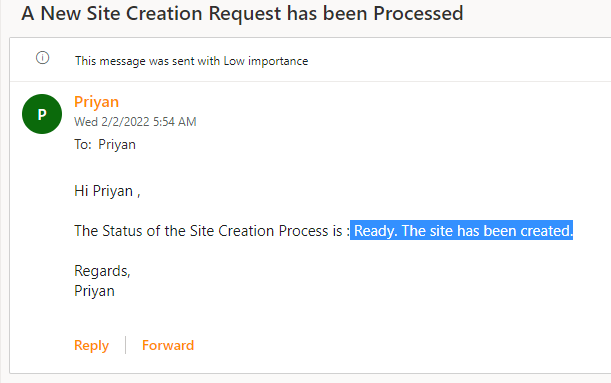 A New Site Creation Request has been Processed
This message was sent with Low importance
P
Priyan
Wed 2/2/2022 5:54 AM
To: Priyan
Hi Priyan ,
The Status of the Site Creation Process is : Ready. The site has been created.
Regards,
Priyan
Reply | Forward